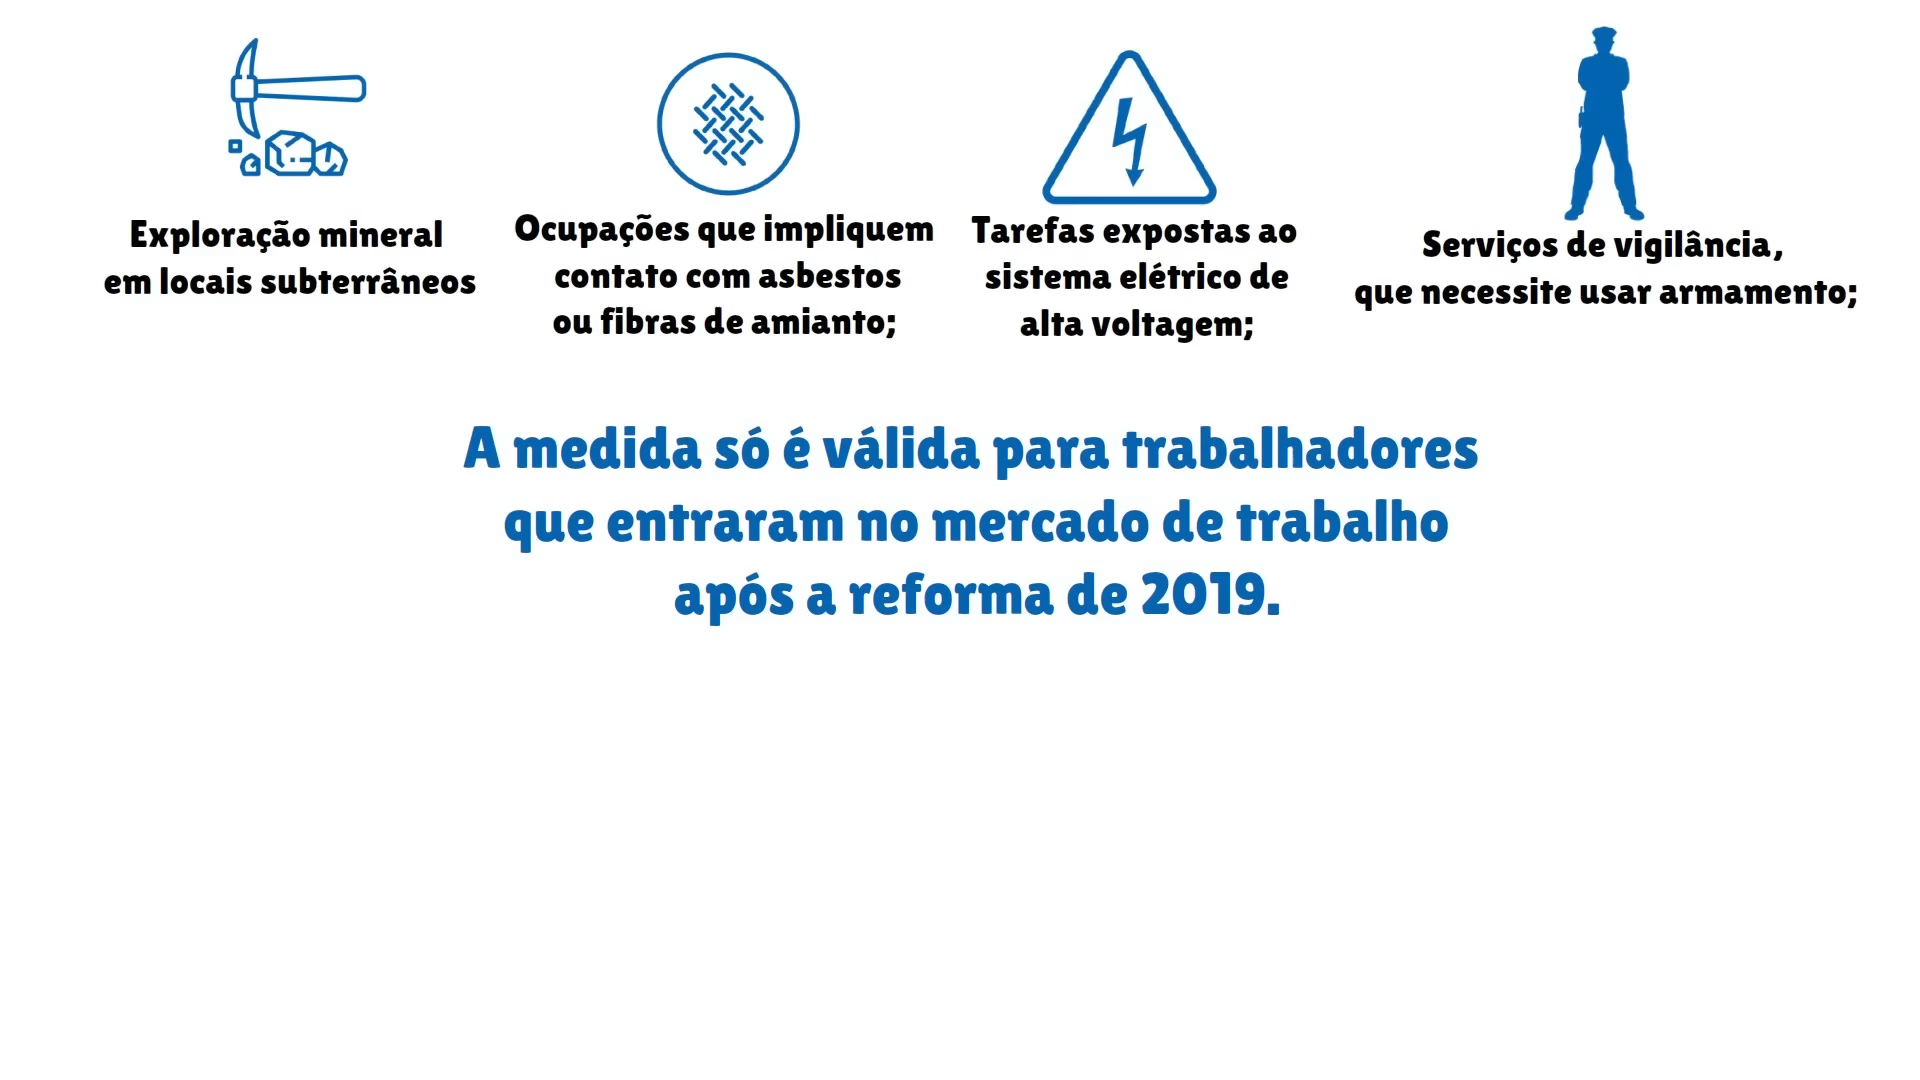 Exploração mineral
em locais subterrâneos
Ocupações que impliquem
contato com asbestos
ou fibras de amianto;
Tarefas expostas ao
sistema elétrico de
alta voltagem;
Serviços de vigilância,
que necessite usar armamento;
A medida só é válida para trabalhadores
que entraram no mercado de trabalho
após a reforma de 2019.